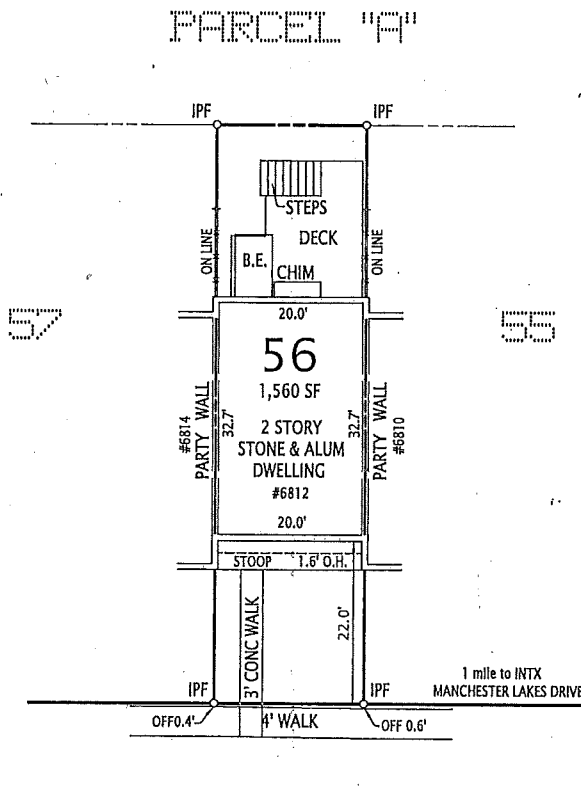 PARCEL "A"
IPF
IPF
STEPS
DECK
ON LINE
ON LINE
B.E.
CHIM
57
55
20.0'
56
1,560 SF
2 STORY
STONE & ALUM
DWELLING
#6812
32.7'
32.7'
#6814
PARTY WALL
PARTY WALL
#6810
20.0'
STOOP
1.6' O.H.
3' CONC WALK
22.0'
IPF
IPF
1 mile to INTX
MANCHESTER LAKES DRIVE
OFF0.4'
4' WALK
OFF 0.6'